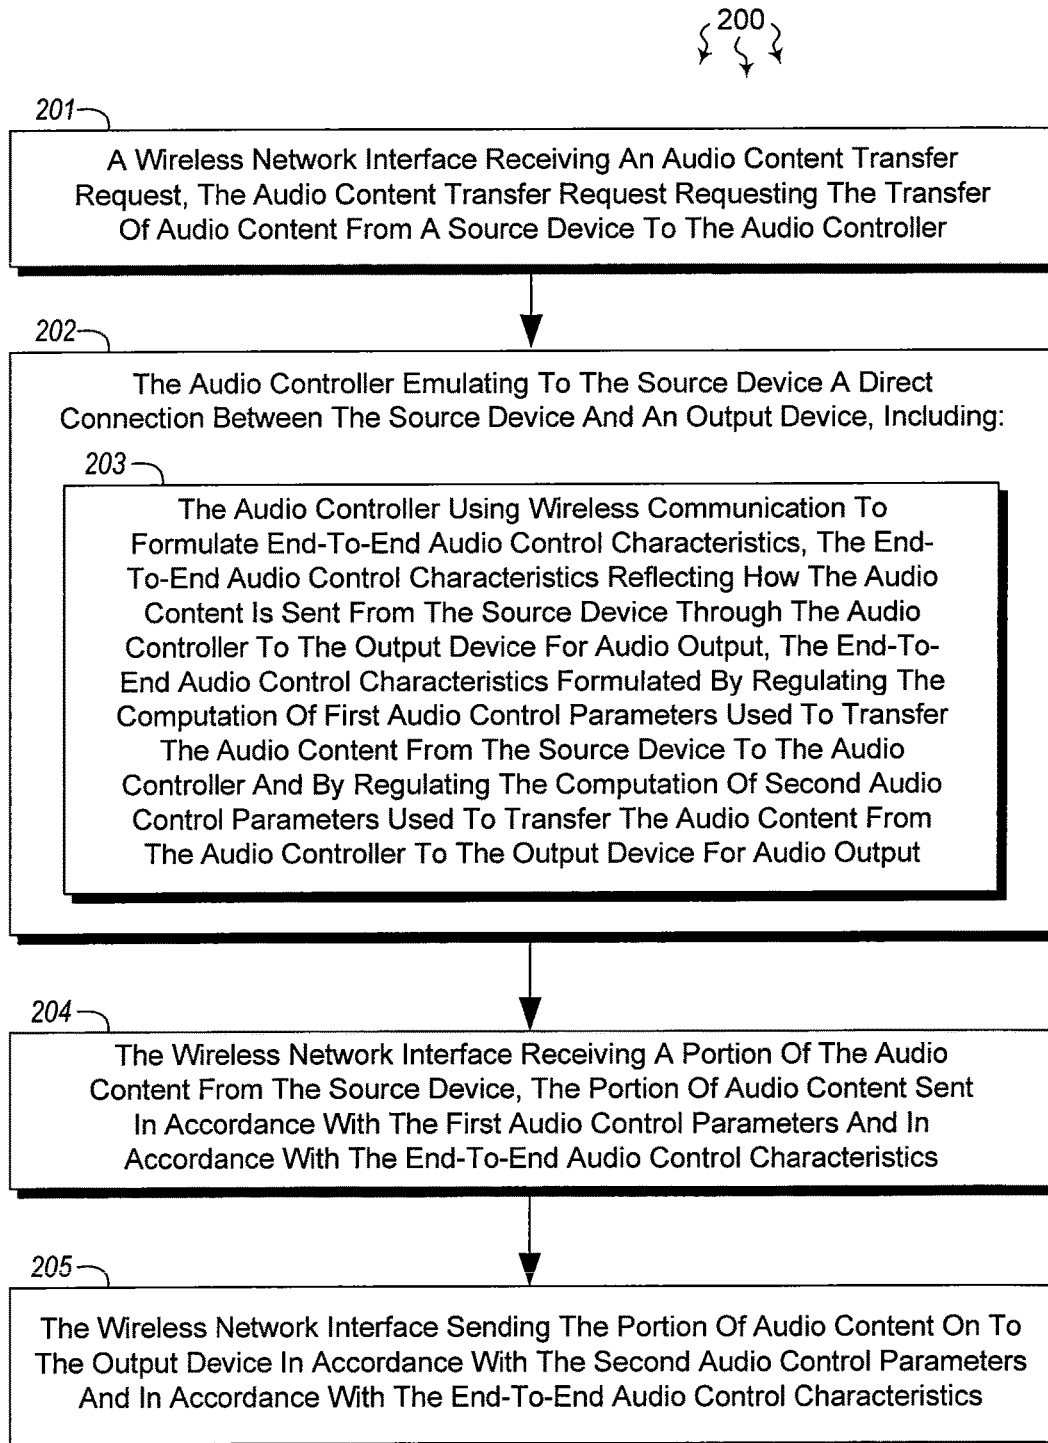 200
201
A Wireless Network Interface Receiving An Audio Content Transfer
Request, The Audio Content Transfer Request Requesting The Transfer
Of Audio Content From A Source Device To The Audio Controller
202
The Audio Controller Emulating To The Source Device A Direct
Connection Between The Source Device And An Output Device, Including:
203
The Audio Controller Using Wireless Communication To
Formulate End-To-End Audio Control Characteristics, The End-
To-End Audio Control Characteristics Reflecting How The Audio
Content Is Sent From The Source Device Through The Audio
Controller To The Output Device For Audio Output, The End-To-
End Audio Control Characteristics Formulated By Regulating The
Computation Of First Audio Control Parameters Used To Transfer
The Audio Content From The Source Device To The Audio
Controller And By Regulating The Computation Of Second Audio
Control Parameters Used To Transfer The Audio Content From
The Audio Controller To The Output Device For Audio Output
204
The Wireless Network Interface Receiving A Portion Of The Audio
Content From The Source Device, The Portion Of Audio Content Sent
In Accordance With The First Audio Control Parameters And In
Accordance With The End-To-End Audio Control Characteristics
205
The Wireless Network Interface Sending The Portion Of Audio Content On To
The Output Device In Accordance With The Second Audio Control Parameters
And In Accordance With The End-To-End Audio Control Characteristics